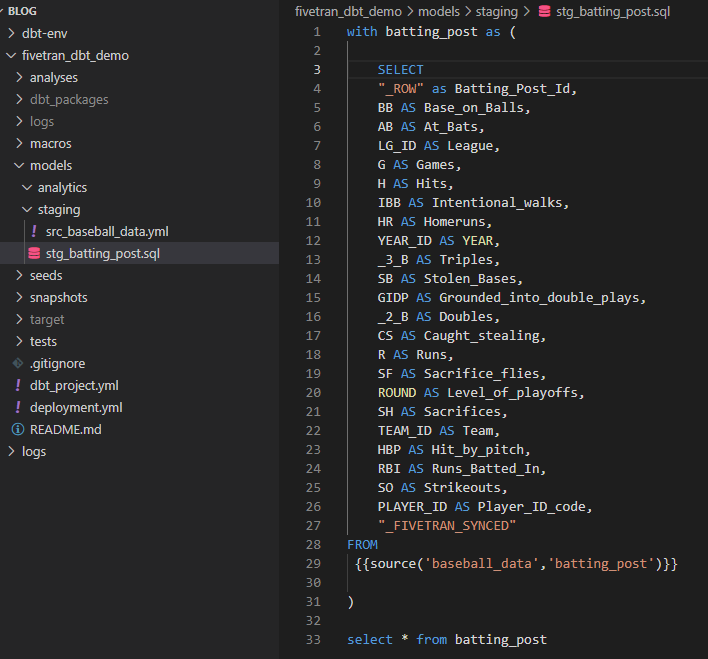 BLOG
dbt-env
fivetran_dbt_demo
analyses
dbt_packages
logs
macros
models
analytics
staging
! src_baseball_data.yml
stg_batting_post.sql
seeds
snapshots
target
tests
.gitignore
! dbt_project.yml
! deployment.yml
README.md
logs
fivetran_dbt_demo > models > staging > stg_batting_post.sql
1 with batting_post as (
2
3 SELECT
4 "_ROW" as Batting_Post_Id,
5 BB AS Base_on_Balls,
6 AB AS At_Bats,
7 LG_ID AS League,
8 G AS Games,
9 H AS Hits,
10 IBB AS Intentional_walks,
11 HR AS Homeruns,
12 YEAR_ID AS YEAR,
13 _3_B AS Triples,
14 SB AS Stolen_Bases,
15 GIDP AS Grounded_into_double_plays,
16 _2_B AS Doubles,
17 CS AS Caught_stealing,
18 R AS Runs,
19 SF AS Sacrifice_flies,
20 ROUND AS Level_of_playoffs,
21 SH AS Sacrifices,
22 TEAM_ID AS Team,
23 HBP AS Hit_by_pitch,
24 RBI AS Runs_Batted_In,
25 SO AS Strikeouts,
26 PLAYER_ID AS Player_ID_code,
27 "_FIVETRAN_SYNCED"
28 FROM
29 {{source('baseball_data','batting_post')}}
30
31 )
32
33 select * from batting_post